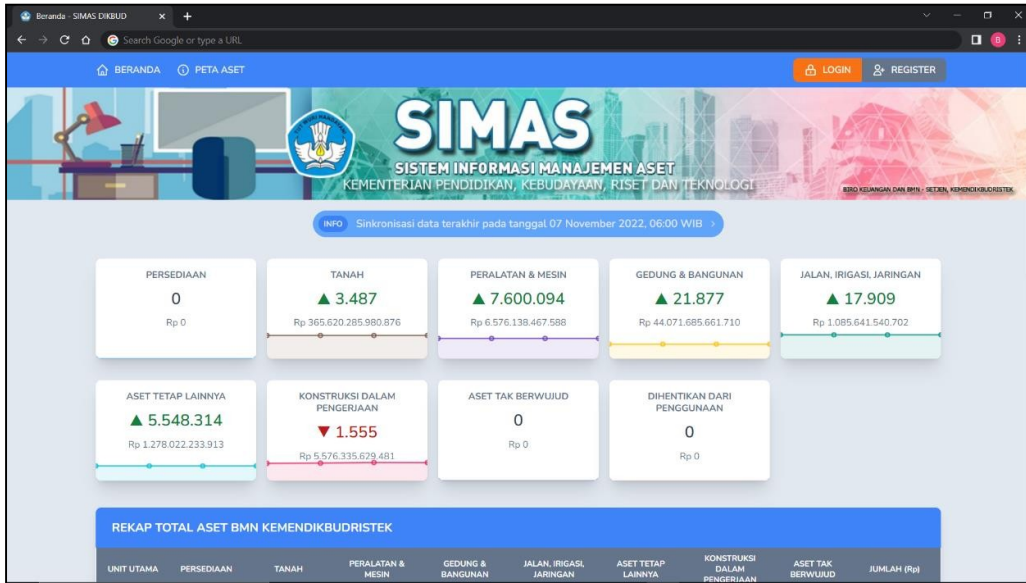 Beranda - SIMAS DIKBUD
Search Google or type a URL
B
BERANDA
PETA ASET
LOGIN
REGISTER
TUT WURI HANDAYANI
SIMAS
SISTEM INFORMASI MANAJEMEN ASET
KEMENTERIAN PENDIDIKAN, KEBUDAYAAN, RISET DAN TEKNOLOGI
BIRO KEUANGAN DAN BMN - SETJEN, KEMENDIKBUDRISTEK
INFO Sinkronisasi data terakhir pada tanggal 07 November 2022, 06:00 WIB
PERSEDIAAN
0
Rp 0
TANAH
▲ 3.487
Rp 365.620.285.980.876
PERALATAN & MESIN
▲ 7.600.094
Rp 6.576.138.467.588
GEDUNG & BANGUNAN
▲ 21.877
Rp 44.071.685.661.710
JALAN, IRIGASI, JARINGAN
▲ 17.909
Rp 1.085.641.540.702
ASET TETAP LAINNYA
▲ 5.548.314
Rp 1.278.022.233.913
KONSTRUKSI DALAM
PENGERJAAN
▼ 1.555
Rp 5.576.335.629.481
ASET TAK BERWUJUD
0
Rp 0
DIHENTIKAN DARI
PENGGUNAAN
0
Rp 0
REKAP TOTAL ASET BMN KEMENDIKBUDRISTEK
UNIT UTAMA
PERSEDIAAN
TANAH
PERALATAN &
MESIN
GEDUNG &
BANGUNAN
JALAN, IRIGASI,
JARINGAN
ASET TETAP
LAINNYA
KONSTRUKSI
DALAM
PENGERJAAN
ASET TAK
BERWUJUD
JUMLAH (Rp)